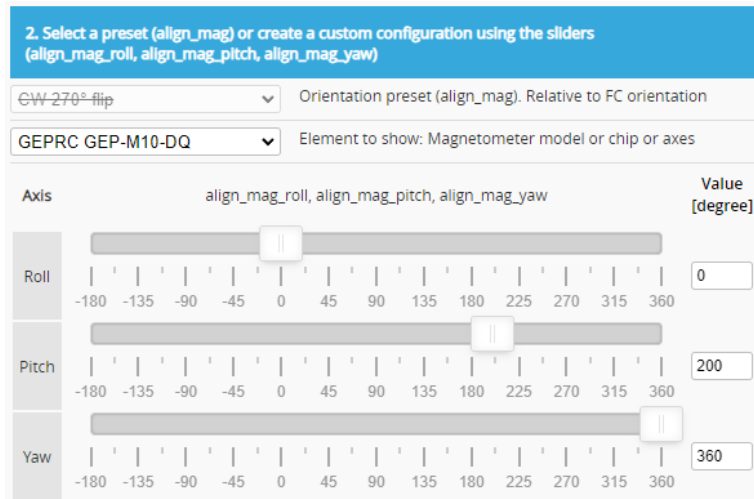 2. Select a preset (align_mag) or create a custom configuration using the sliders
(align_mag_roll, align_mag_pitch, align_mag_yaw)
CW 270° flip
Orientation preset (align_mag). Relative to FC orientation
GEPRC GEP-M10-DQ
Element to show: Magnetometer model or chip or axes
Axis
align_mag_roll, align_mag_pitch, align_mag_yaw
Value
[degree]
Roll
-180 -135 -90 -45 0 45 90 135 180 225 270 315 360
0
Pitch
-180 -135 -90 -45 0 45 90 135 180 225 270 315 360
200
Yaw
-180 -135 -90 -45 0 45 90 135 180 225 270 315 360
360